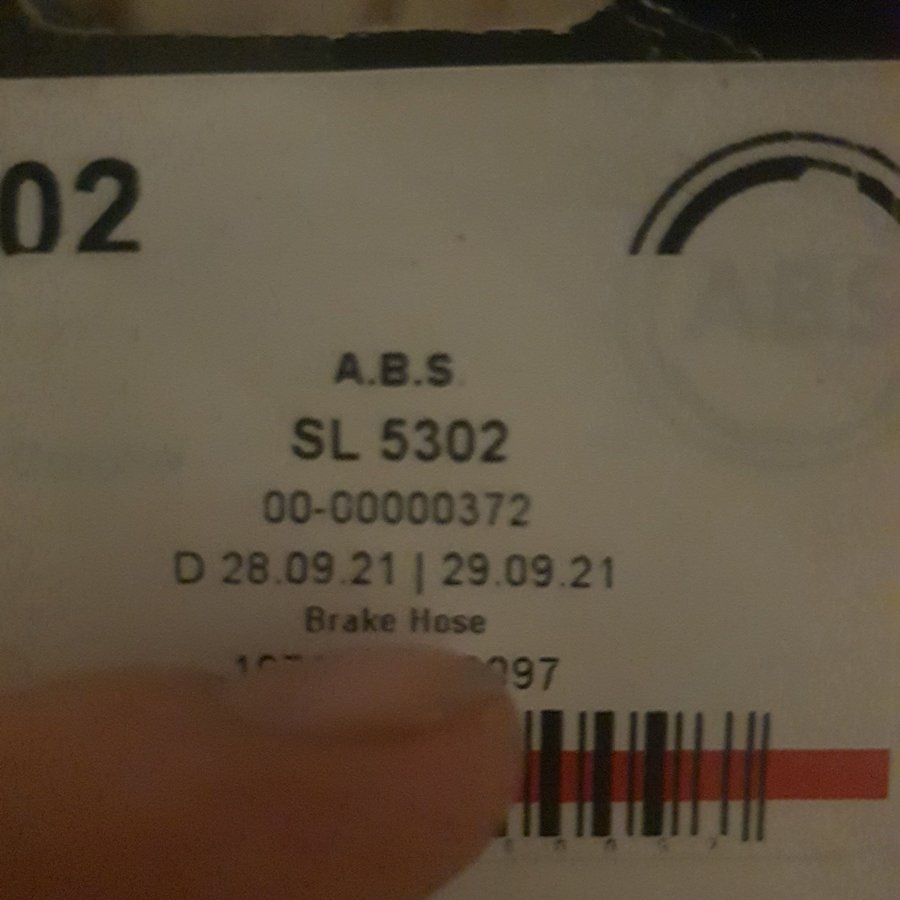 02
A.B.S
SL 5302
00-00000372
D 28.09.21 | 29.09.21
Brake Hose